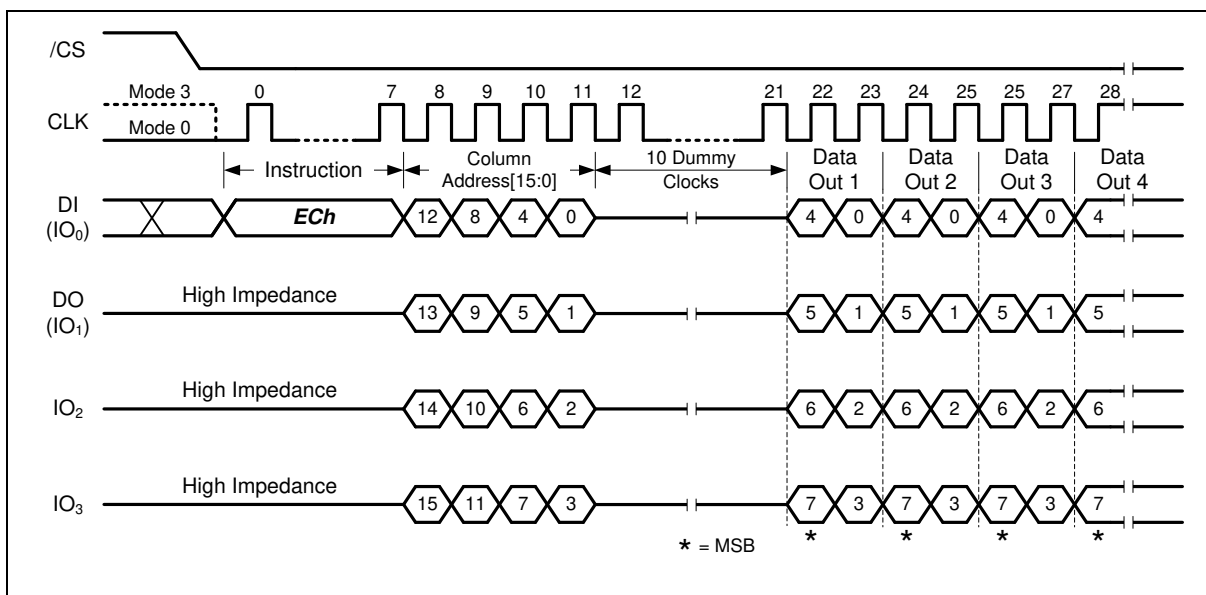 /CS
Mode 3
0 7 8 9 10 11 12 21 22 23 24 25 25 27 28
CLK
Mode 0
Instruction
Column
Address[15:0]
10 Dummy
Clocks
Data
Out 1
Data
Out 2
Data
Out 3
Data
Out 4
DI
(IO₀)
ECh
12 8 4 0
4 0 4 0 4 0 4
DO
(IO₁)
High Impedance
13 9 5 1
5 1 5 1 5 1 5
IO₂
High Impedance
14 10 6 2
6 2 6 2 6 2 6
IO₃
High Impedance
15 11 7 3
7 3 7 3 7 3 7
* * * *
* = MSB